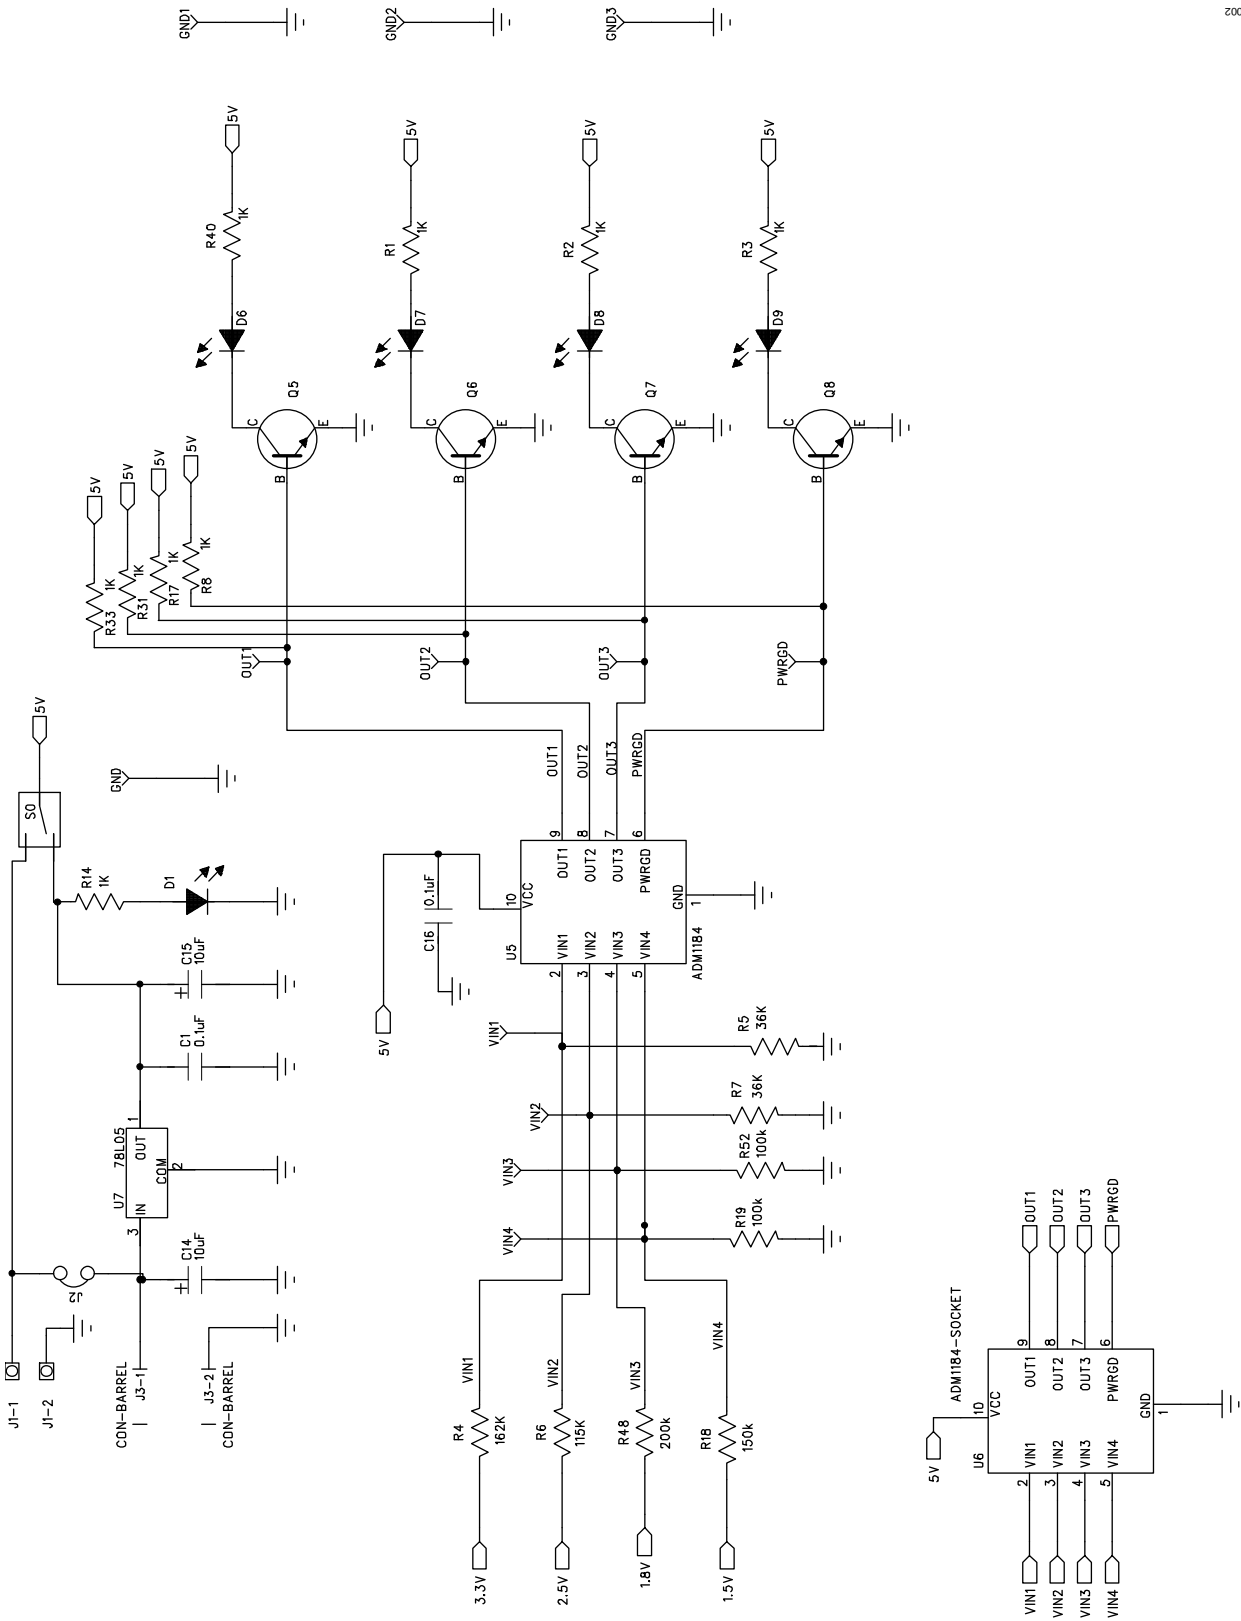 GND1
GND2
GND3
002
5V
R40
1K
D6
C
Q5
E
B
5V
R1
1K
D7
C
Q6
E
B
5V
R2
1K
D8
C
Q7
E
B
5V
R3
1K
D9
C
Q8
E
B
5V
R33
1K
5V
R31
1K
5V
R17
1K
5V
R8
1K
OUT1
OUT2
OUT3
PWRGD
OUT1
OUT2
OUT3
PWRGD
5V
S0
GND
R14
1K
D1
C15
10uF
+
C1
0.1uF
78L05
U7
1
OUT
COM
2
IN
3
C14
10uF
+
J2
J1-1
J1-2
CON-BARREL
J3-1
J3-2
CON-BARREL
5V
C16
0.1uF
U5
10
VCC
9
OUT1
8
OUT2
7
OUT3
6
PWRGD
GND
1
2
VIN1
3
VIN2
4
VIN3
5
VIN4
ADM1184
VIN1
VIN2
VIN3
VIN4
R5
36K
R7
36K
R52
100k
R19
100k
VIN1
R4
162K
3.3V
VIN2
R6
115K
2.5V
VIN3
R48
200k
1.8V
VIN4
R18
150k
1.5V
ADM1184-SOCKET
5V
U6
10
VCC
9
OUT1
OUT1
8
OUT2
OUT2
7
OUT3
OUT3
6
PWRGD
PWRGD
GND
1
2
VIN1
VIN1
3
VIN2
VIN2
4
VIN3
VIN3
5
VIN4
VIN4